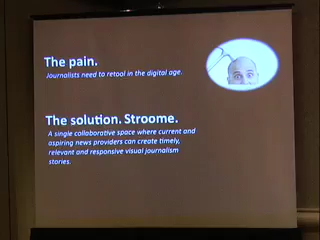 The pain.
Journalists need to retool in the digital age.
The solution. Stroome.
A single collaborative space where current and
aspiring news providers can create timely,
relevant and responsive visual journalism
stories.